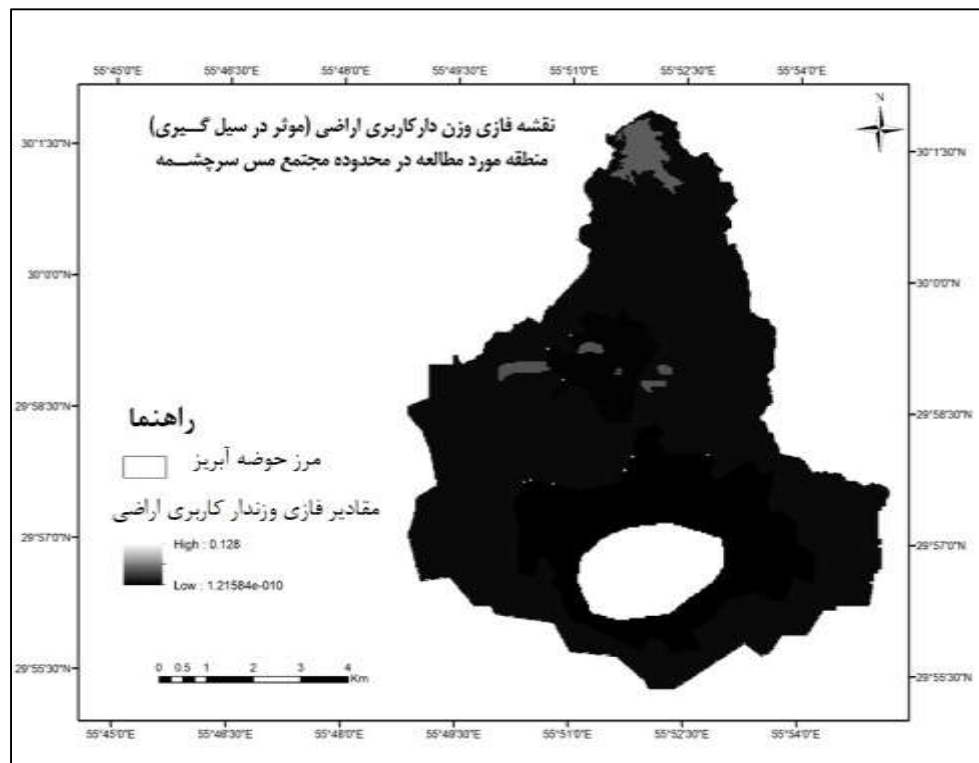 55°45'0"E 55°46'30"E 55°48'0"E 55°49'30"E 55°51'0"E 55°52'30"E 55°54'0"E
نقشه فازی وزن دارکاربری اراضی (موثر در سیل گیری)
منطقه مورد مطالعه در محدوده مجتمع مس سرچشمه
N
30°1'30"N 30°1'30"N
30°0'0"N 30°0'0"N
29°58'30"N 29°58'30"N
راهنما
مرز حوضه آبریز
مقادیر فازی وزندار کاربری اراضی
29°57'0"N 29°57'0"N
High : 0.128
Low : 1.21584e-010
29°55'30"N 29°55'30"N
0 0.5 1 2 3 4
Km
55°45'0"E 55°46'30"E 55°48'0"E 55°49'30"E 55°51'0"E 55°52'30"E 55°54'0"E